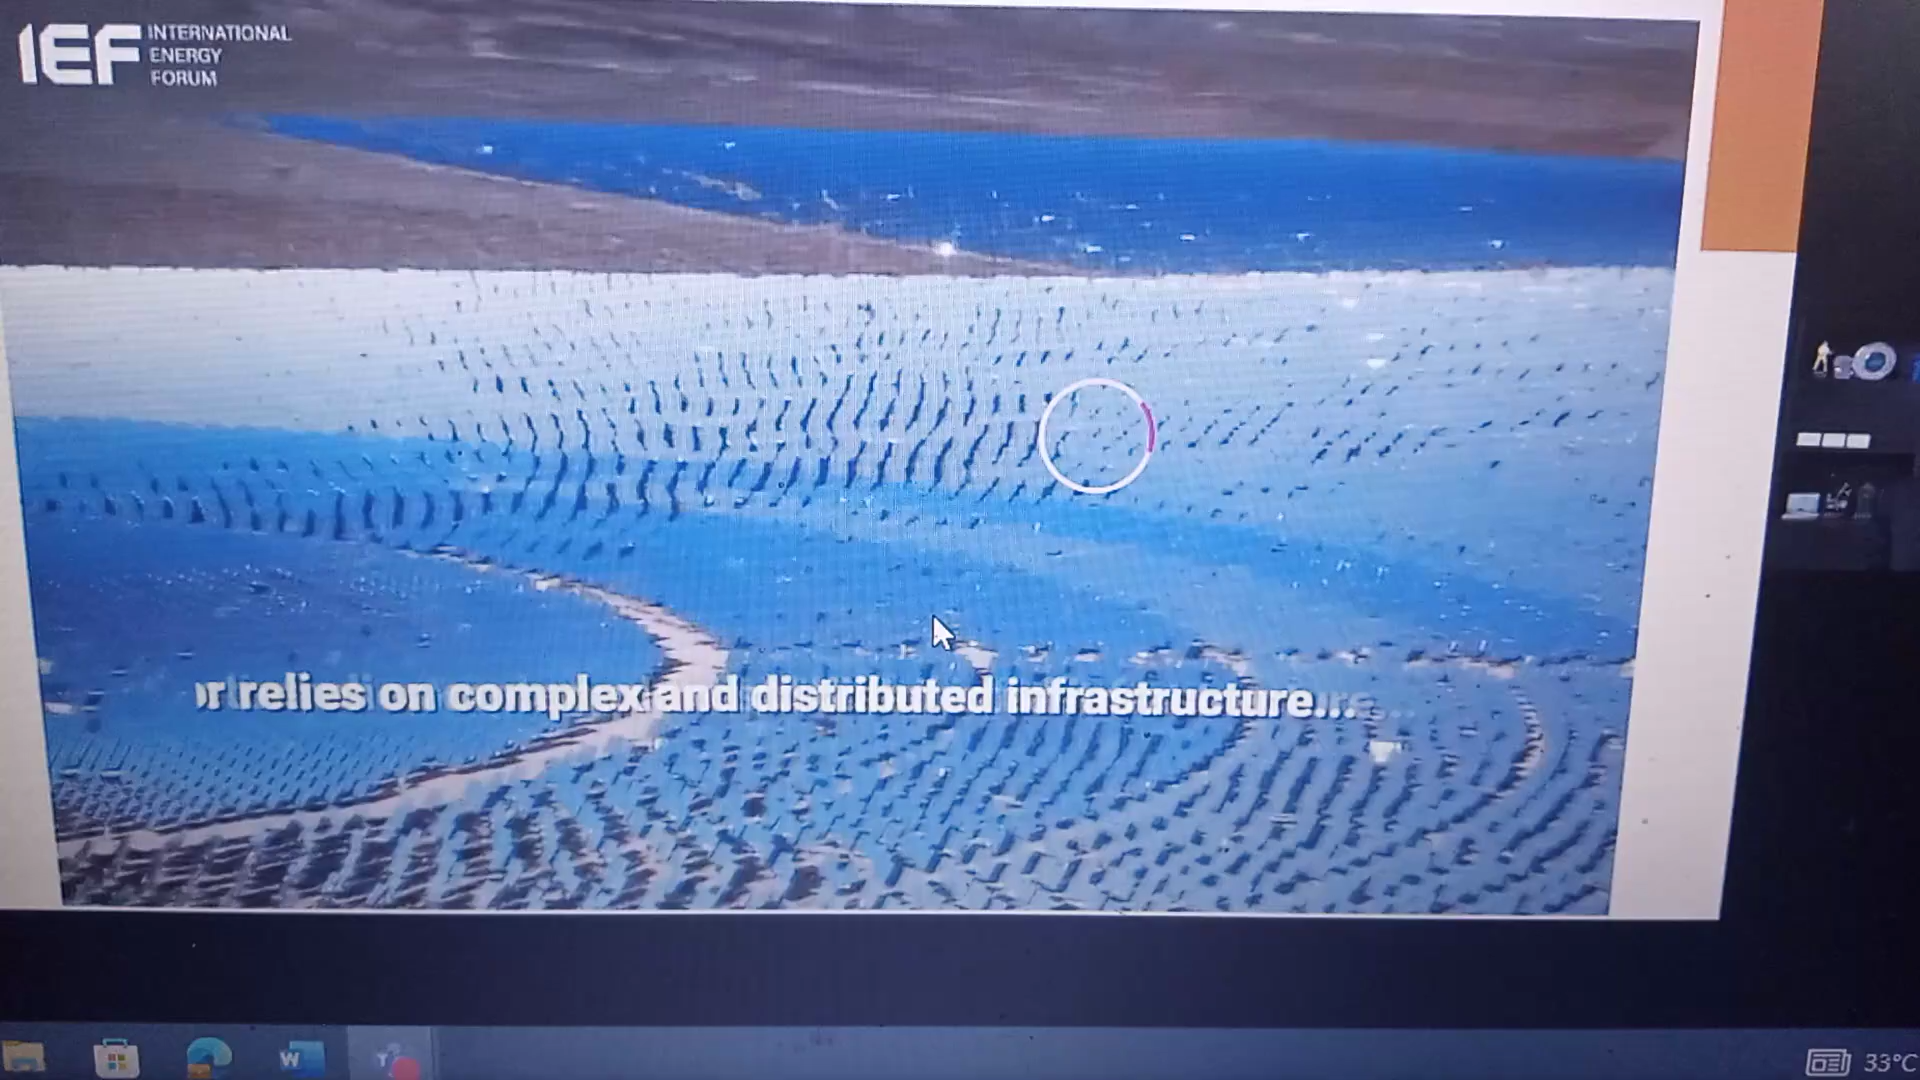 IEF
INTERNATIONAL
ENERGY
FORUM
relies on complex and distributed infrastructure...
W
T
33°C